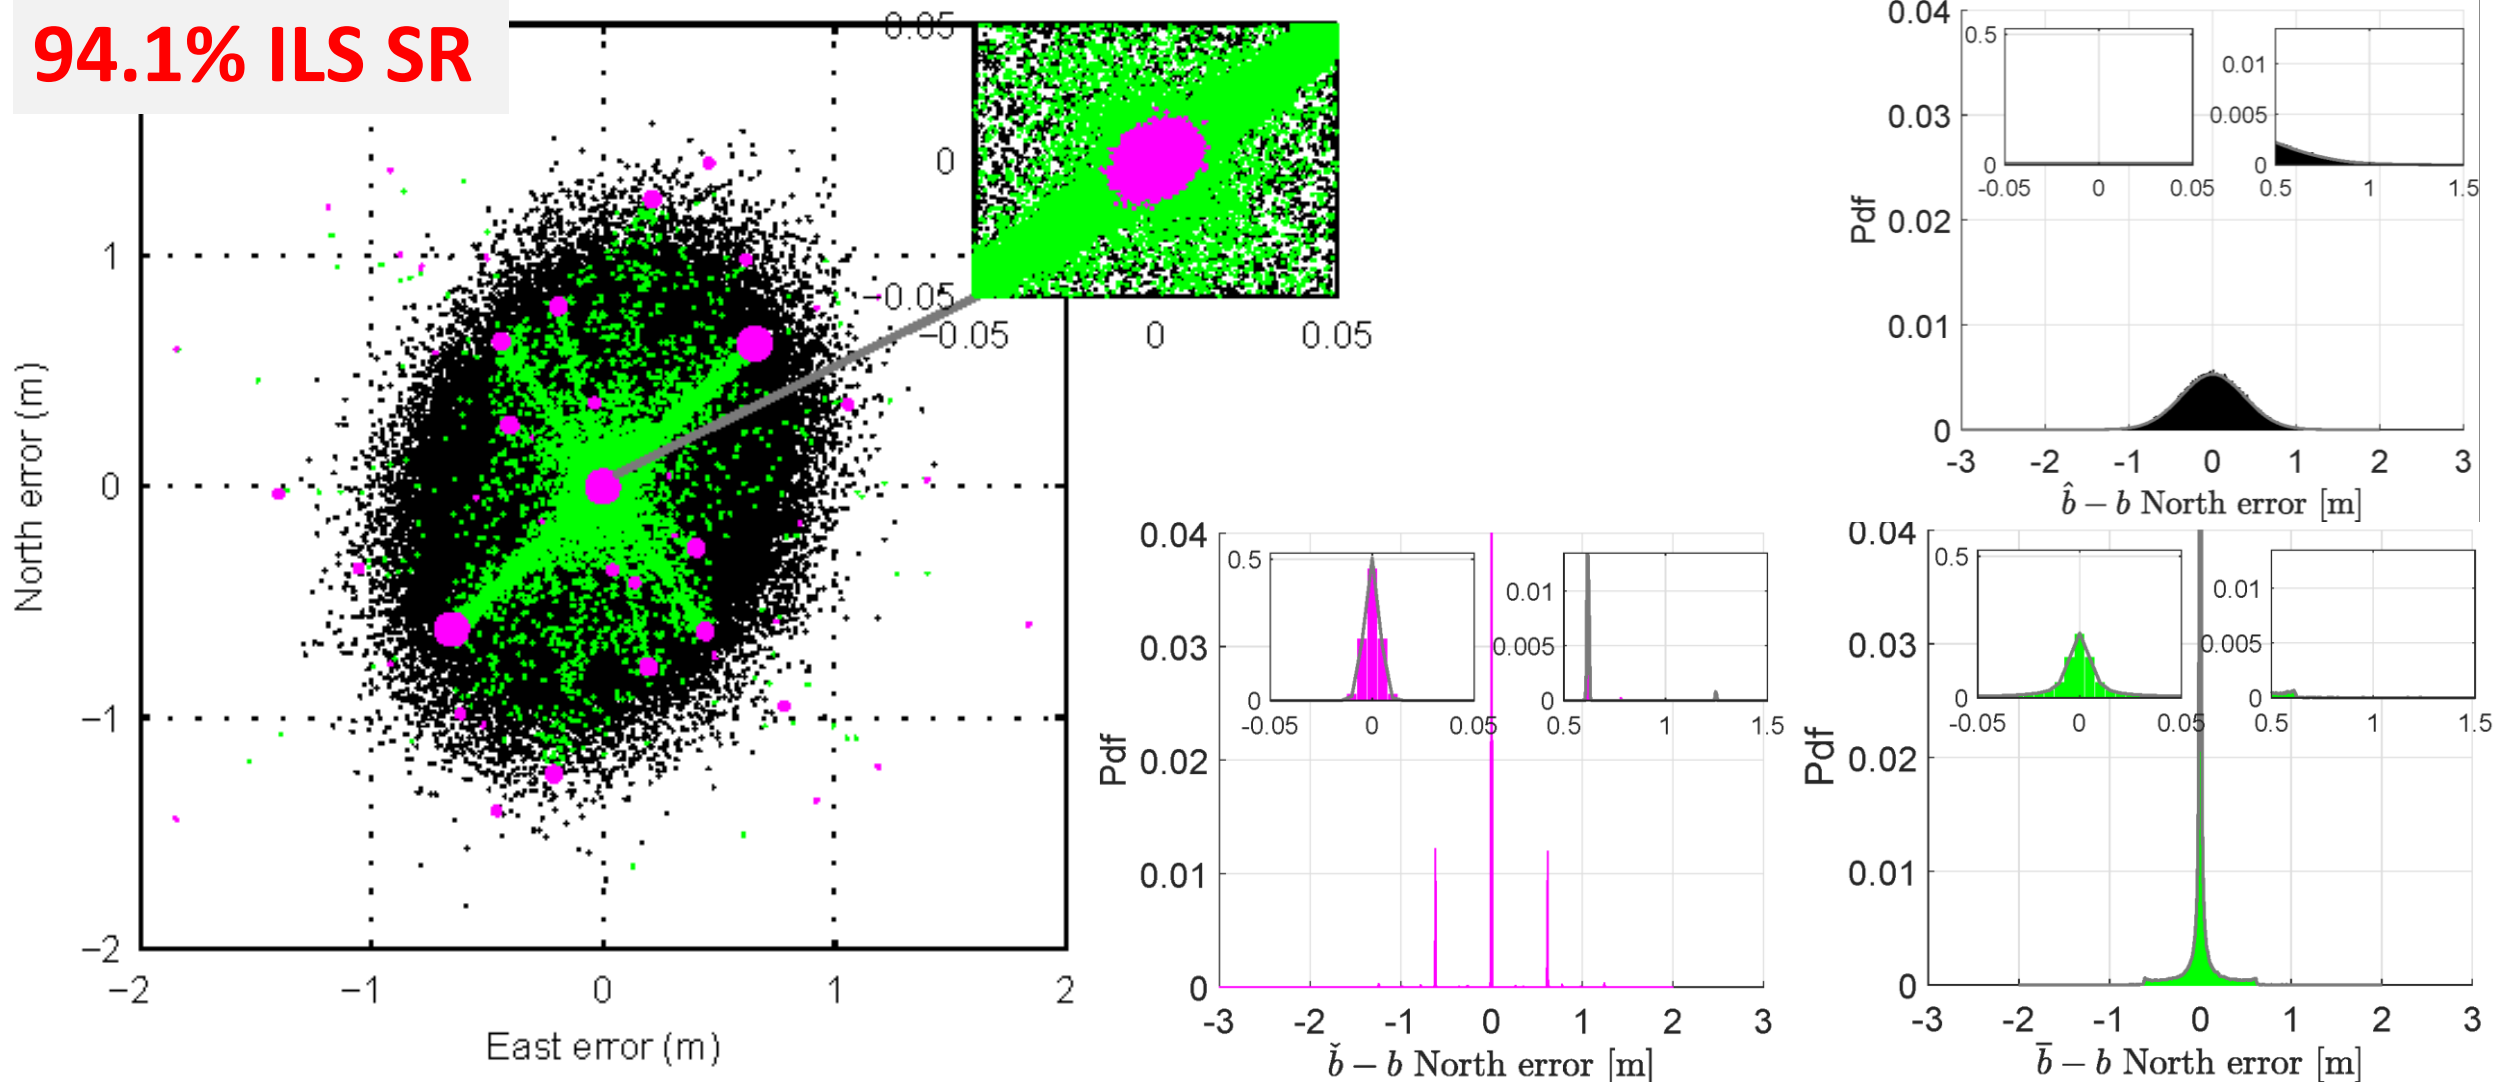 94.1% ILS SR
0.05
0
−0.05
−0.05 0 0.05
1
0
−1
−2
−2 −1 0 1 2
North error (m)
East error (m)
0.04
0.03
0.02
0.01
0
-3 -2 -1 0 1 2 3
Pdf
0.5
0
-0.05 0 0.05
0.01
0.005
0
0.5 1 1.5
b̂ − b North error [m]
0.04
0.03
0.02
0.01
0
-3 -2 -1 0 1 2 3
Pdf
0.5
0
-0.05 0 0.05
0.01
0.005
0
0.5 1 1.5
b̌ − b North error [m]
0.04
0.03
0.02
0.01
0
-3 -2 -1 0 1 2 3
Pdf
0.5
0
-0.05 0 0.05
0.01
0.005
0
0.5 1 1.5
b̅ − b North error [m]